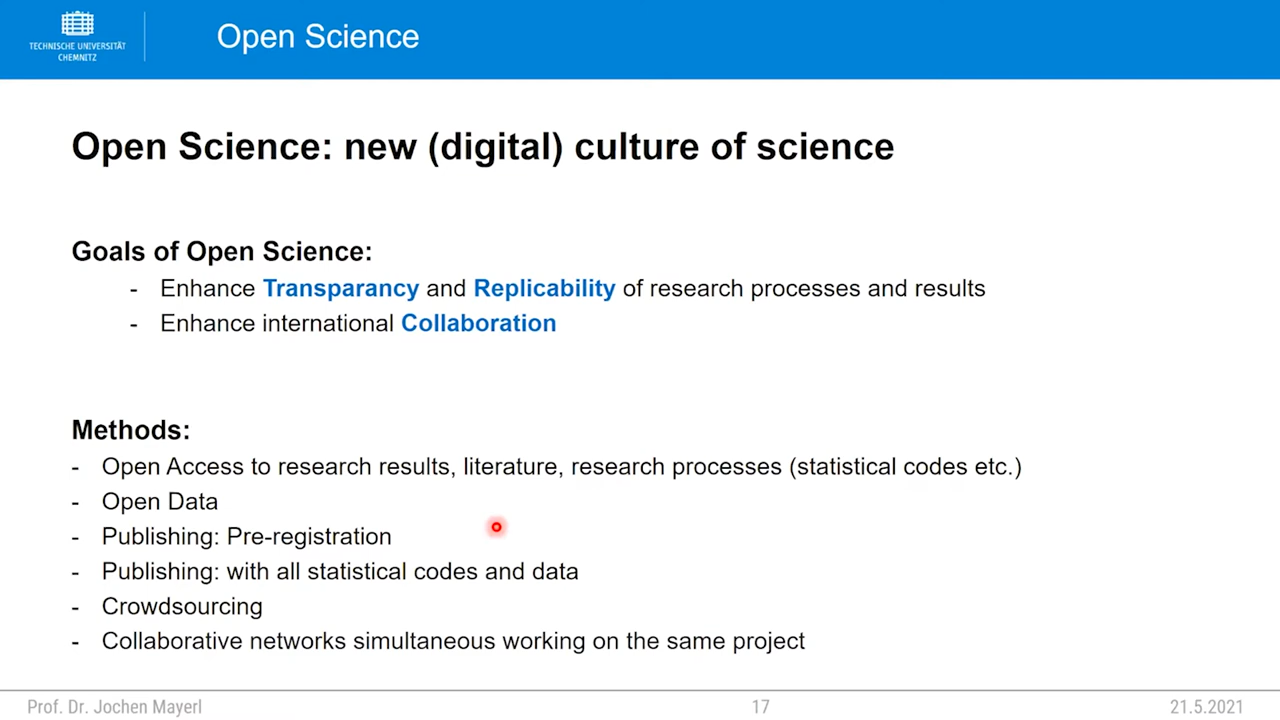 TECHNISCHE UNIVERSITÄT
CHEMNITZ
Open Science
Open Science: new (digital) culture of science
Goals of Open Science:
- Enhance Transparancy and Replicability of research processes and results
- Enhance international Collaboration
Methods:
- Open Access to research results, literature, research processes (statistical codes etc.)
- Open Data
- Publishing: Pre-registration
- Publishing: with all statistical codes and data
- Crowdsourcing
- Collaborative networks simultaneous working on the same project
Prof. Dr. Jochen Mayerl 17 21.5.2021